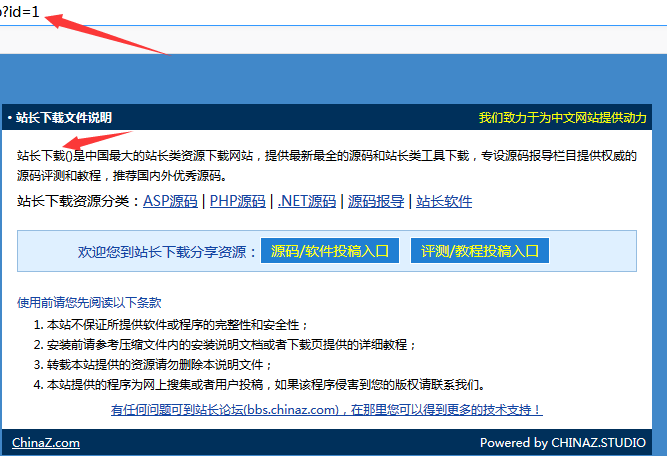 ?id=1
• 站长下载文件说明 我们致力于为中文网站提供动力
站长下载()是中国最大的站长类资源下载网站，提供最新最全的源码和站长类工具下载，专设源码报导栏目提供权威的
源码评测和教程，推荐国内外优秀源码。
站长下载资源分类：ASP源码 | PHP源码 | .NET源码 | 源码报导 | 站长软件
欢迎您到站长下载分享资源： 源码/软件投稿入口 评测/教程投稿入口
使用前请您先阅读以下条款
1. 本站不保证所提供软件或程序的完整性和安全性；
2. 安装前请参考压缩文件内的安装说明文档或者下载页提供的详细教程；
3. 转载本站提供的资源请勿删除本说明文件；
4. 本站提供的程序为网上搜集或者用户投稿，如果该程序侵害到您的版权请联系我们。
有任何问题可到站长论坛(bbs.chinaz.com)，在那里您可以得到更多的技术支持！
ChinaZ.com Powered by CHINAZ.STUDIO